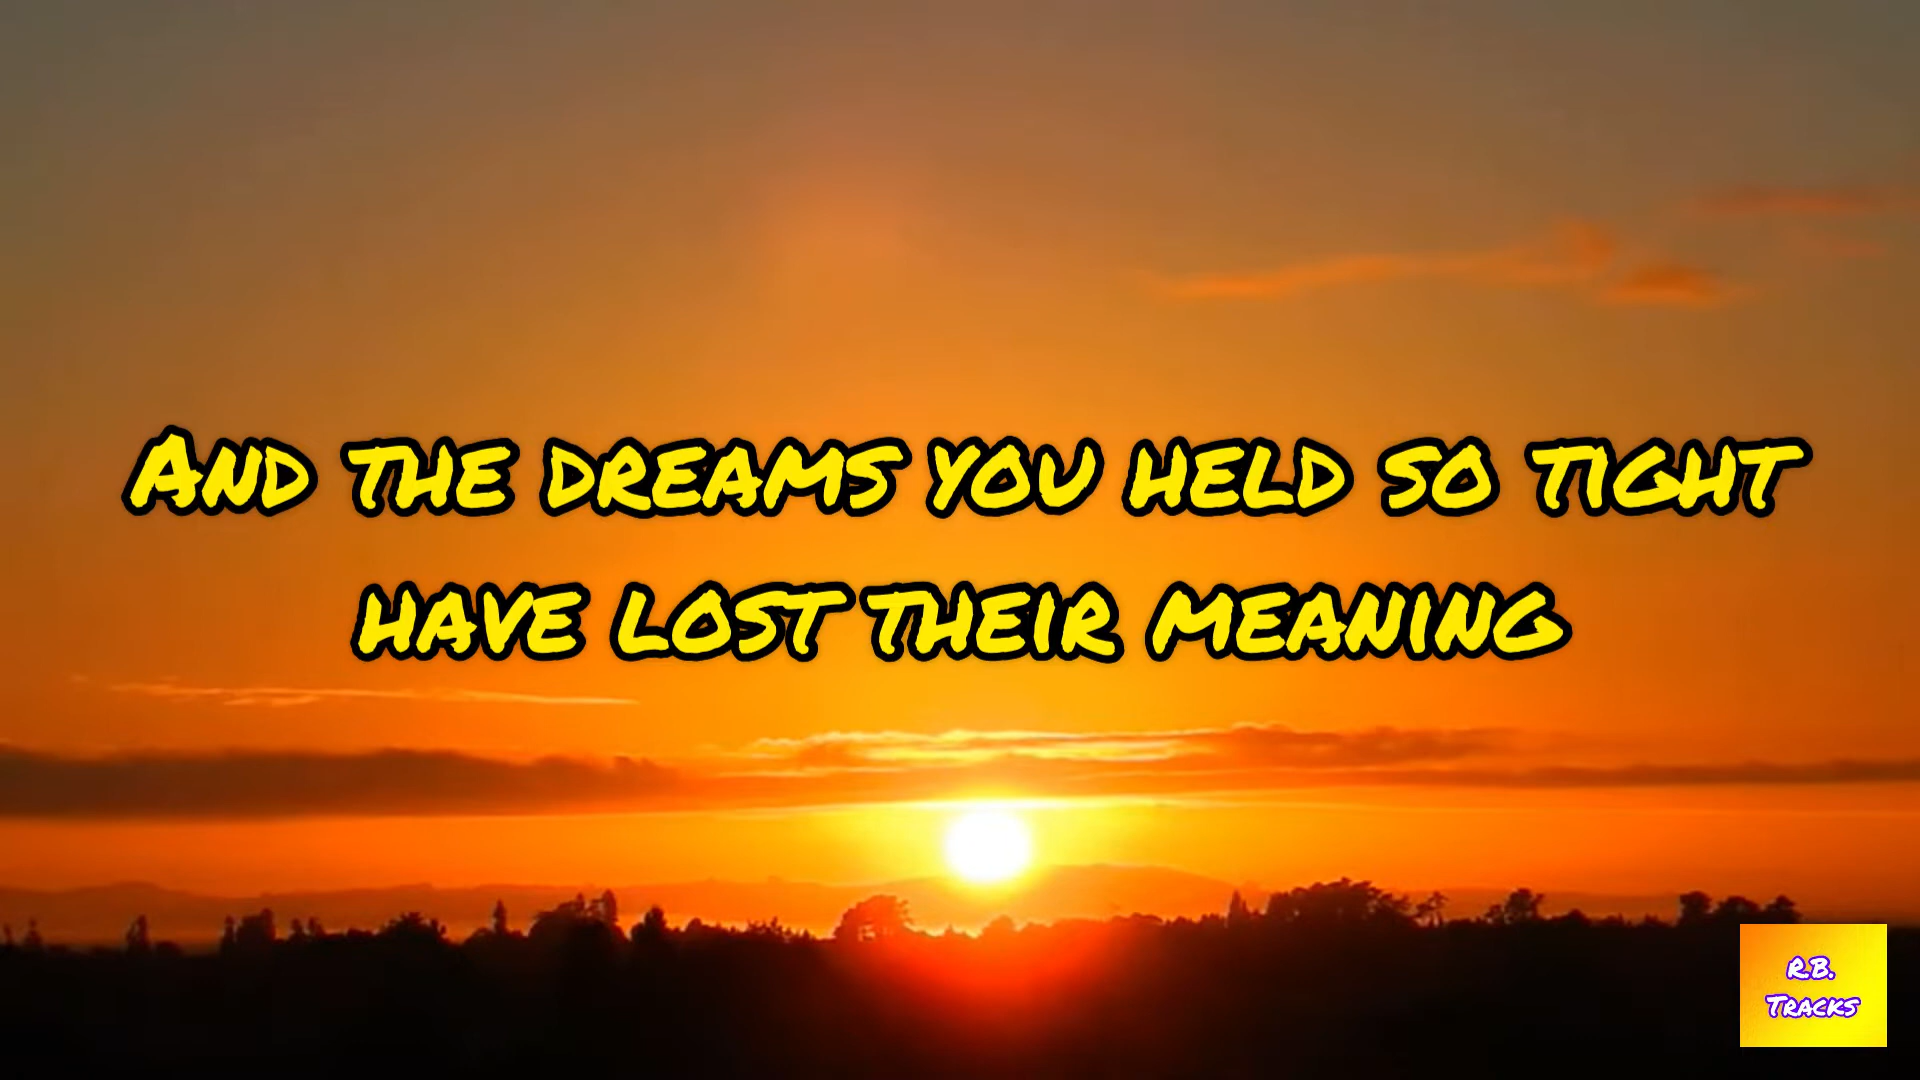 And the dreams you held so tight
have lost their meaning
R.B.
Tracks